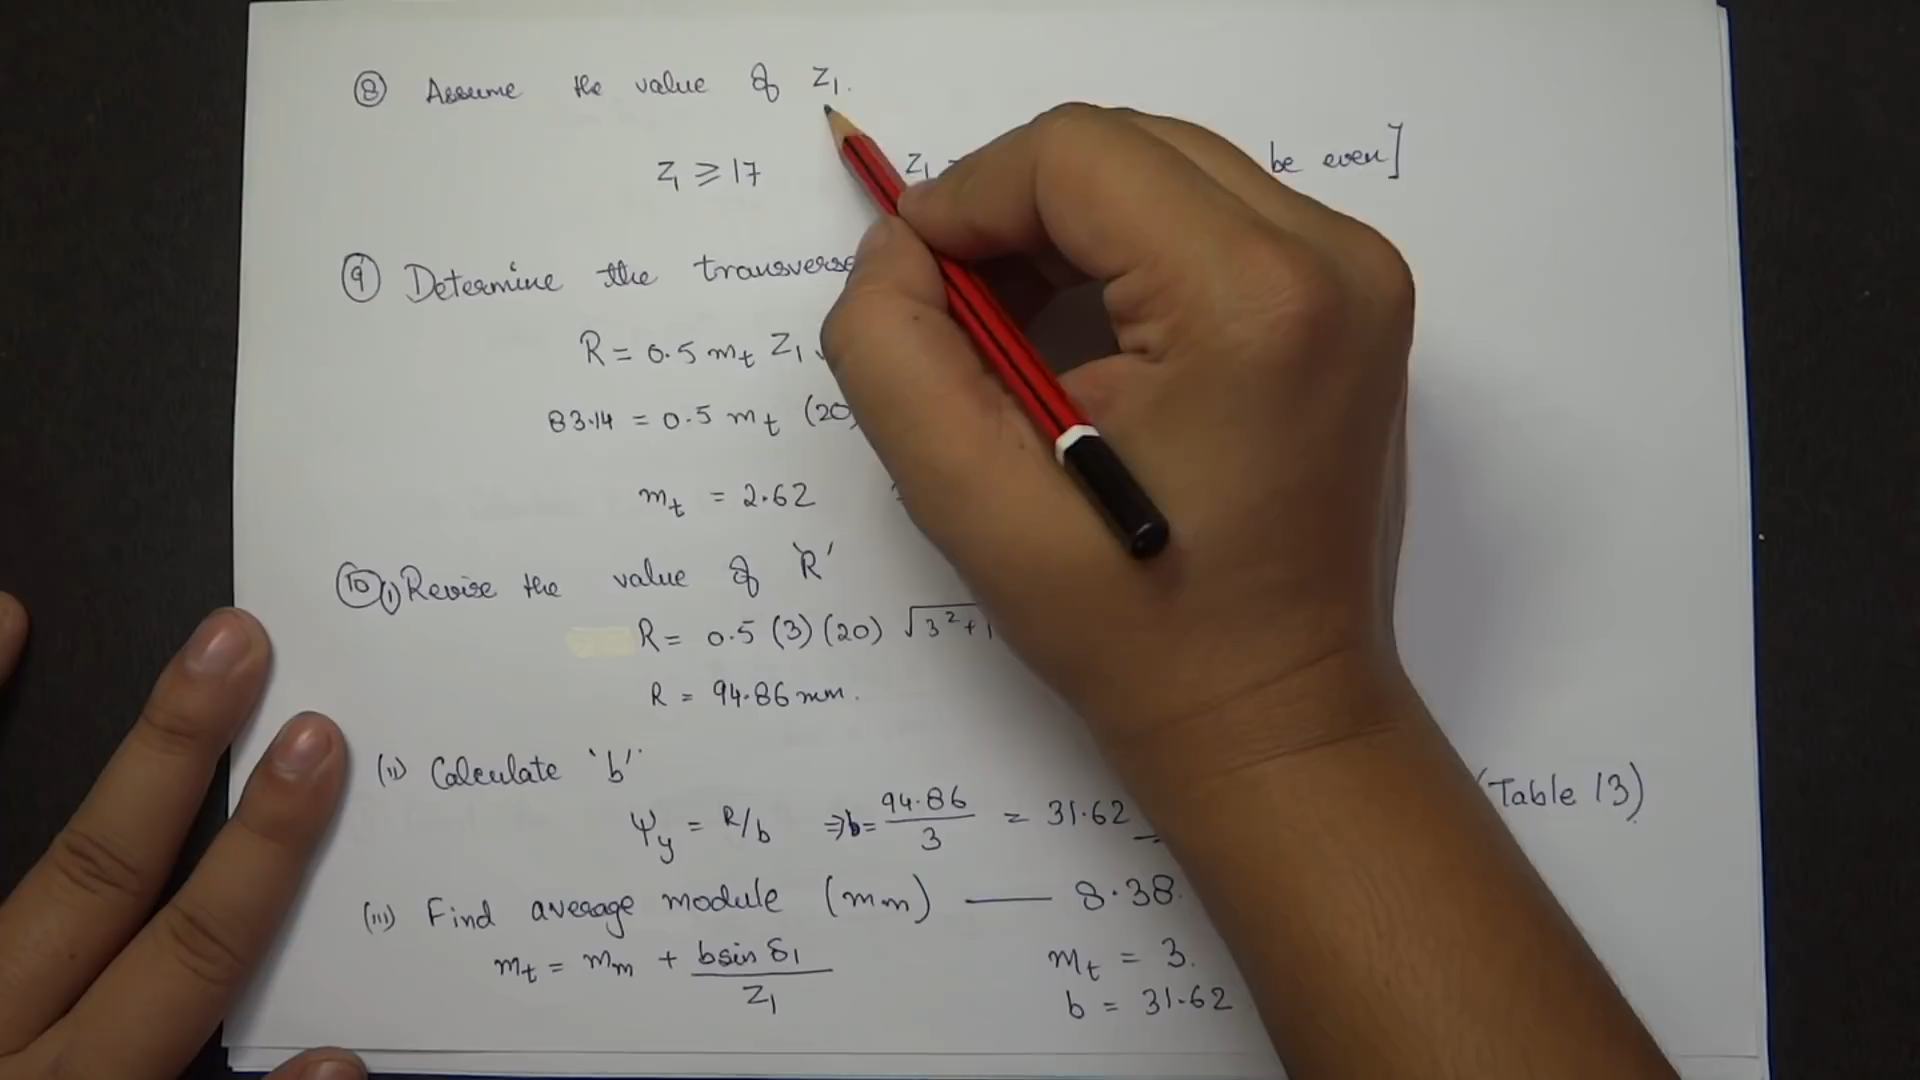 ⑧ Assume the value of Z₁.
Z₁ ≥ 17 Z₁ be even]
⑨ Determine the transverse
R = 0.5 mₜ Z₁
83.14 = 0.5 mₜ (20)
mₜ = 2.62
⑩ (i) Revise the value of 'R'
R = 0.5 (3) (20) √3²+1
R = 94.86 mm.
(ii) Calculate 'b'
Ψy = R/b ⇒ b = 94.86/3 = 31.62 (Table 13)
(iii) Find average module (mm) — 8.38.
mₜ = mm + b sin δ₁ / Z₁ mₜ = 3.
b = 31.62